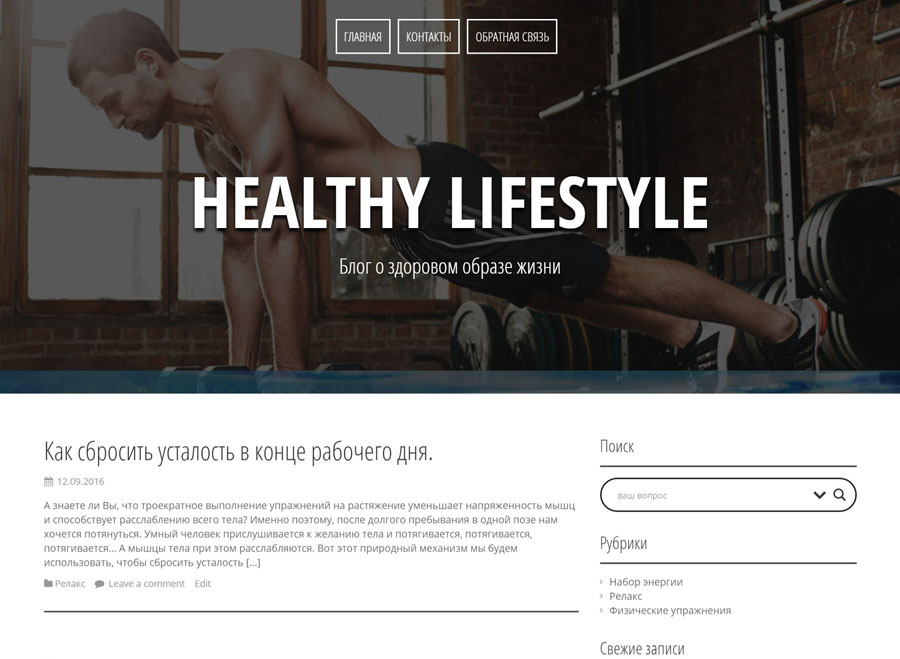 ГЛАВНАЯ КОНТАКТЫ ОБРАТНАЯ СВЯЗЬ
HEALTHY LIFESTYLE
Блог о здоровом образе жизни
Как сбросить усталость в конце рабочего дня.
12.09.2016
А знаете ли Вы, что троекратное выполнение упражнений на растяжение уменьшает напряженность мышц
и способствует расслаблению всего тела? Именно поэтому, после долгого пребывания в одной позе нам
хочется потянуться. Умный человек прислушивается к желанию тела и потягивается, потягивается,
потягивается… А мышцы тела при этом расслабляются. Вот этот природный механизм мы будем
использовать, чтобы сбросить усталость […]
Релакс Leave a comment Edit
Поиск
ваш вопрос
Рубрики
Набор энергии
Релакс
Физические упражнения
Свежие записи